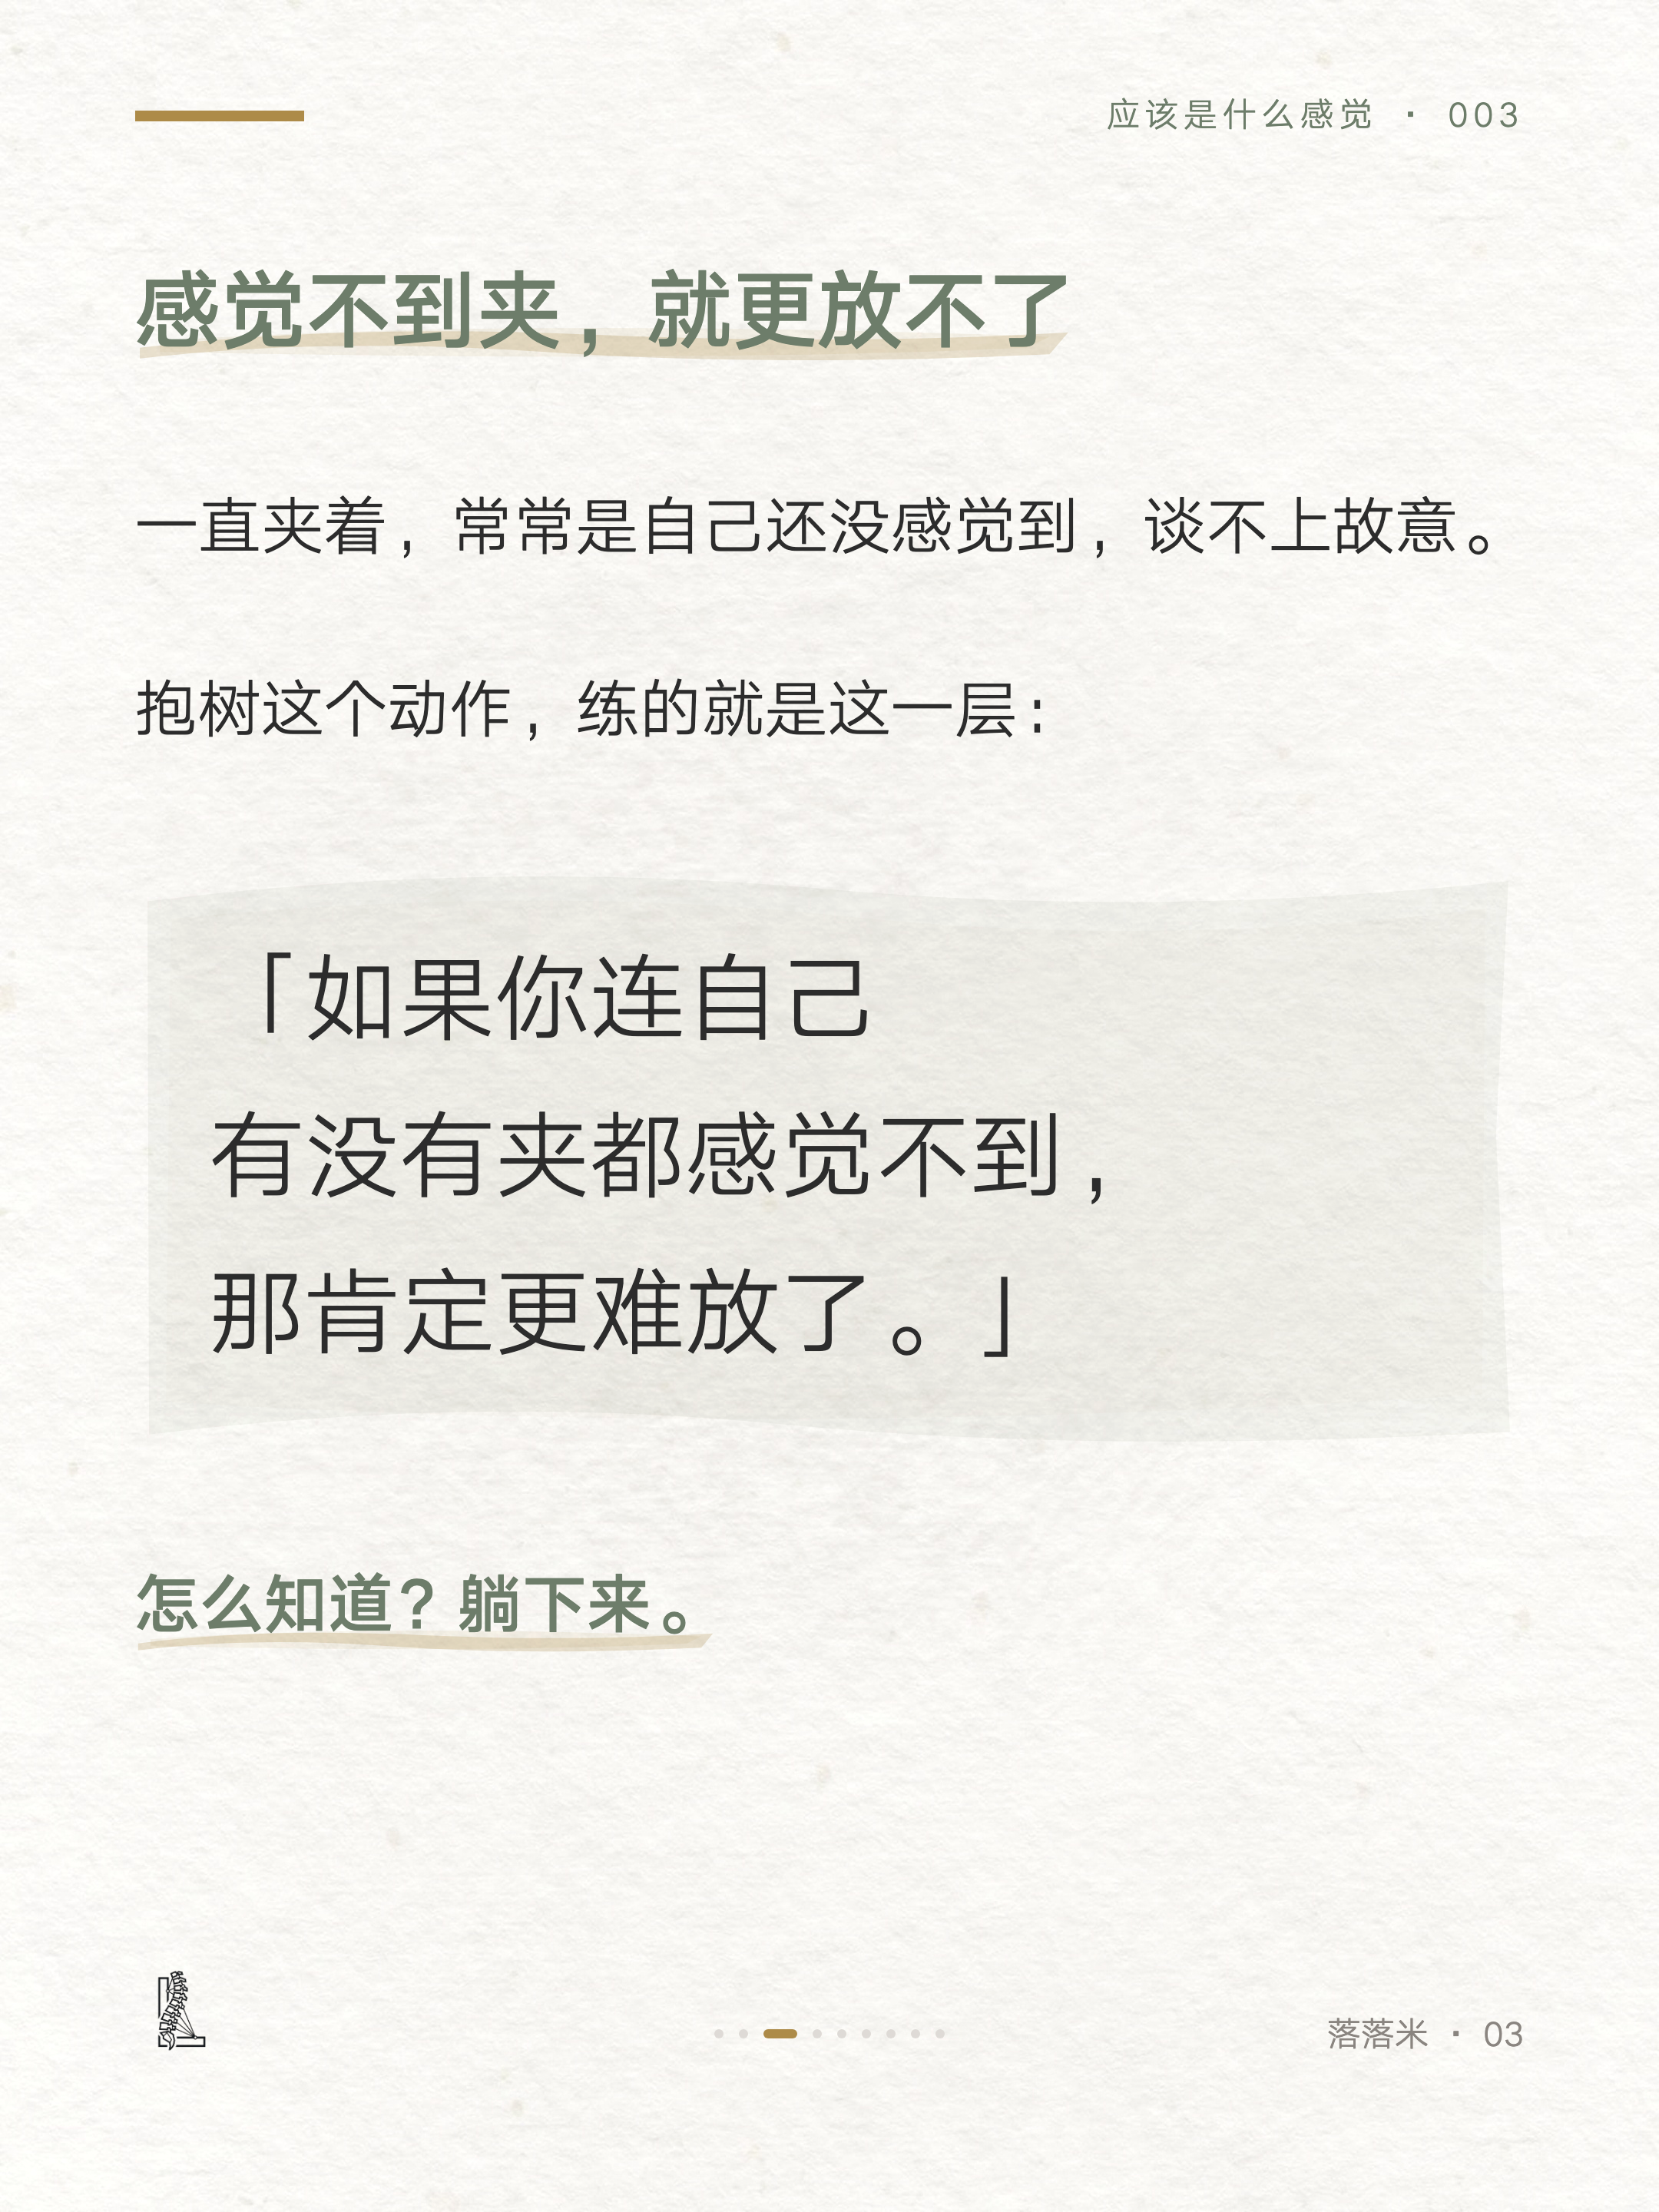 应该是什么感觉 · 003
感觉不到夹，就更放不了
一直夹着，常常是自己还没感觉到，谈不上故意。
抱树这个动作，练的就是这一层：
「如果你连自己
有没有夹都感觉不到，
那肯定更难放了。」
怎么知道？躺下来。
落落米 · 03